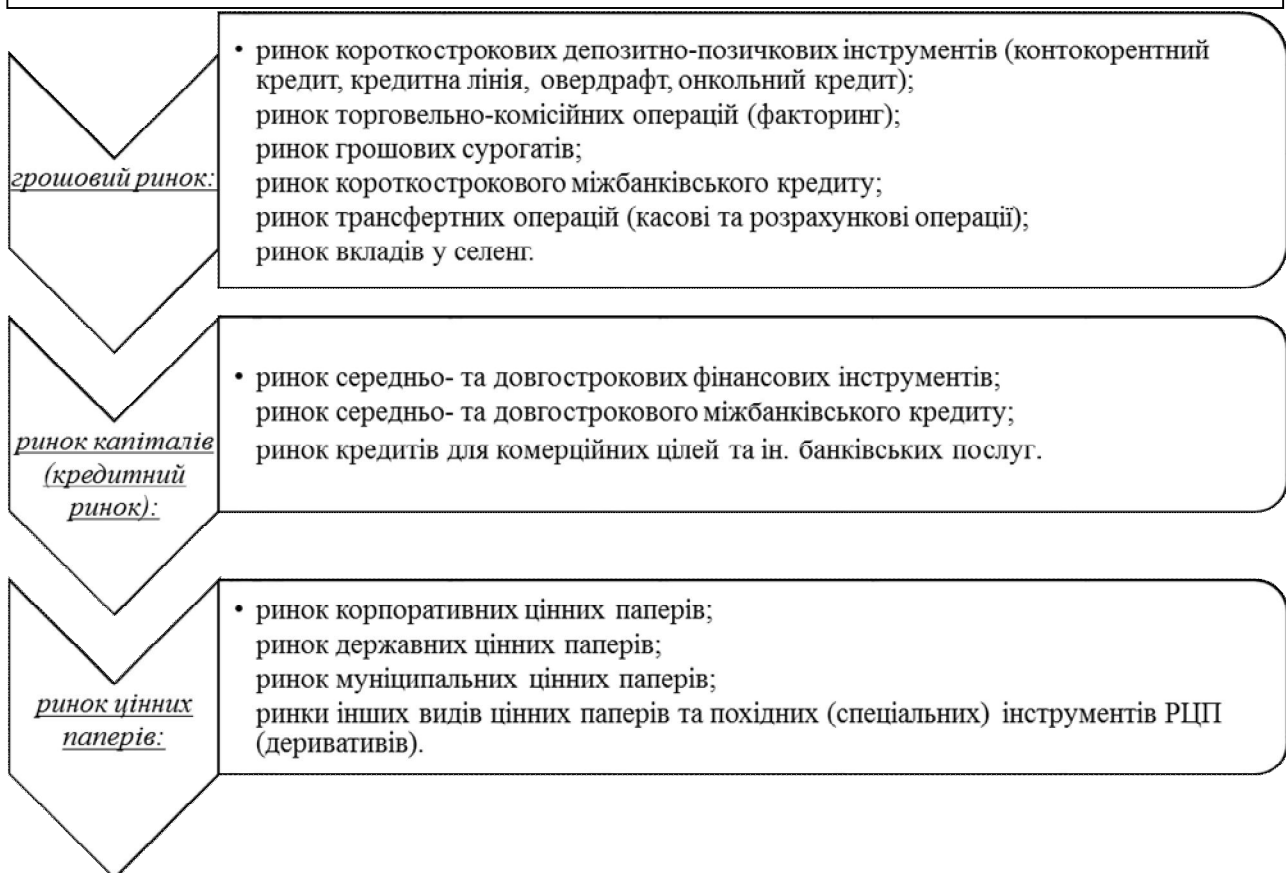 грошовий ринок:
• ринок короткострокових депозитно-позичкових інструментів (контокорентний
кредит, кредитна лінія, овердрафт, онкольний кредит);
ринок торговельно-комісійних операцій (факторинг);
ринок грошових сурогатів;
ринок короткострокового міжбанківського кредиту;
ринок трансфертних операцій (касові та розрахункові операції);
ринок вкладів у селенг.
ринок капіталів
(кредитний
ринок):
• ринок середньо- та довгострокових фінансових інструментів;
ринок середньо- та довгострокового міжбанківського кредиту;
ринок кредитів для комерційних цілей та ін. банківських послуг.
ринок цінних
паперів:
• ринок корпоративних цінних паперів;
ринок державних цінних паперів;
ринок муніципальних цінних паперів;
ринки інших видів цінних паперів та похідних (спеціальних) інструментів РЦП
(деривативів).